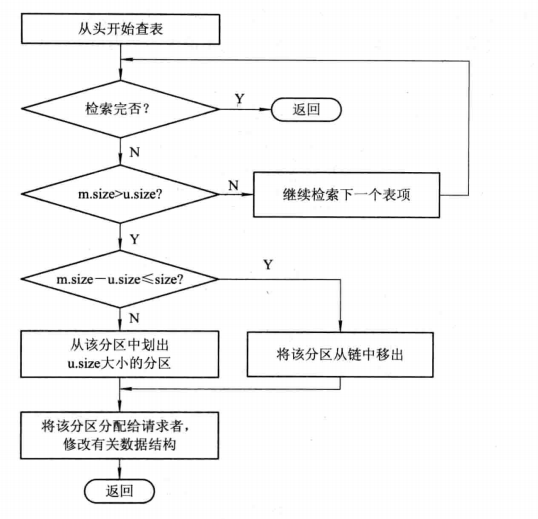 从头开始查表
检索完否?
Y
返回
N
m.size>u.size?
N
继续检索下一个表项
Y
m.size－u.size≤size?
Y
N
从该分区中划出
u.size大小的分区
将该分区从链中移出
将该分区分配给请求者,
修改有关数据结构
返回